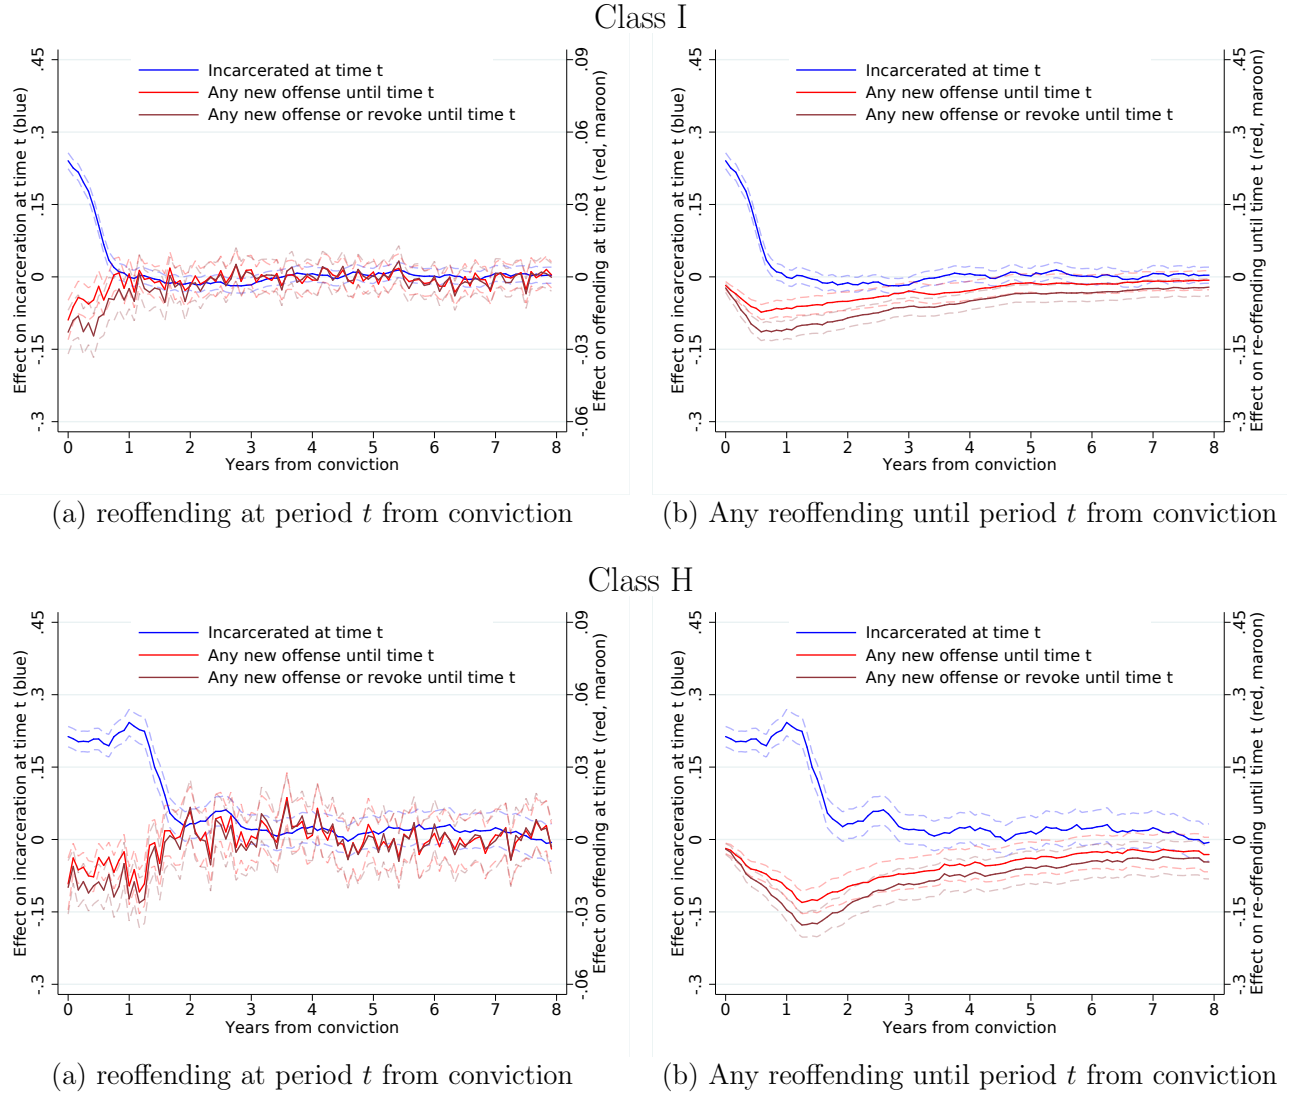 Class I
Effect on incarceration at time t (blue)
-.3 -.15 0 .15 .3 .45
Incarcerated at time t
Any new offense until time t
Any new offense or revoke until time t
-.06 -.03 0 .03 .06 .09
Effect on offending at time t (red, maroon)
0 1 2 3 4 5 6 7 8
Years from conviction
(a) reoffending at period t from conviction
Effect on incarceration at time t (blue)
-.3 -.15 0 .15 .3 .45
Incarcerated at time t
Any new offense until time t
Any new offense or revoke until time t
-.3 -.15 0 .15 .3 .45
Effect on re-offending until time t (red, maroon)
0 1 2 3 4 5 6 7 8
Years from conviction
(b) Any reoffending until period t from conviction
Class H
Effect on incarceration at time t (blue)
-.3 -.15 0 .15 .3 .45
Incarcerated at time t
Any new offense until time t
Any new offense or revoke until time t
-.06 -.03 0 .03 .06 .09
Effect on offending at time t (red, maroon)
0 1 2 3 4 5 6 7 8
Years from conviction
(a) reoffending at period t from conviction
Effect on incarceration at time t (blue)
-.3 -.15 0 .15 .3 .45
Incarcerated at time t
Any new offense until time t
Any new offense or revoke until time t
-.3 -.15 0 .15 .3 .45
Effect on re-offending until time t (red, maroon)
0 1 2 3 4 5 6 7 8
Years from conviction
(b) Any reoffending until period t from conviction